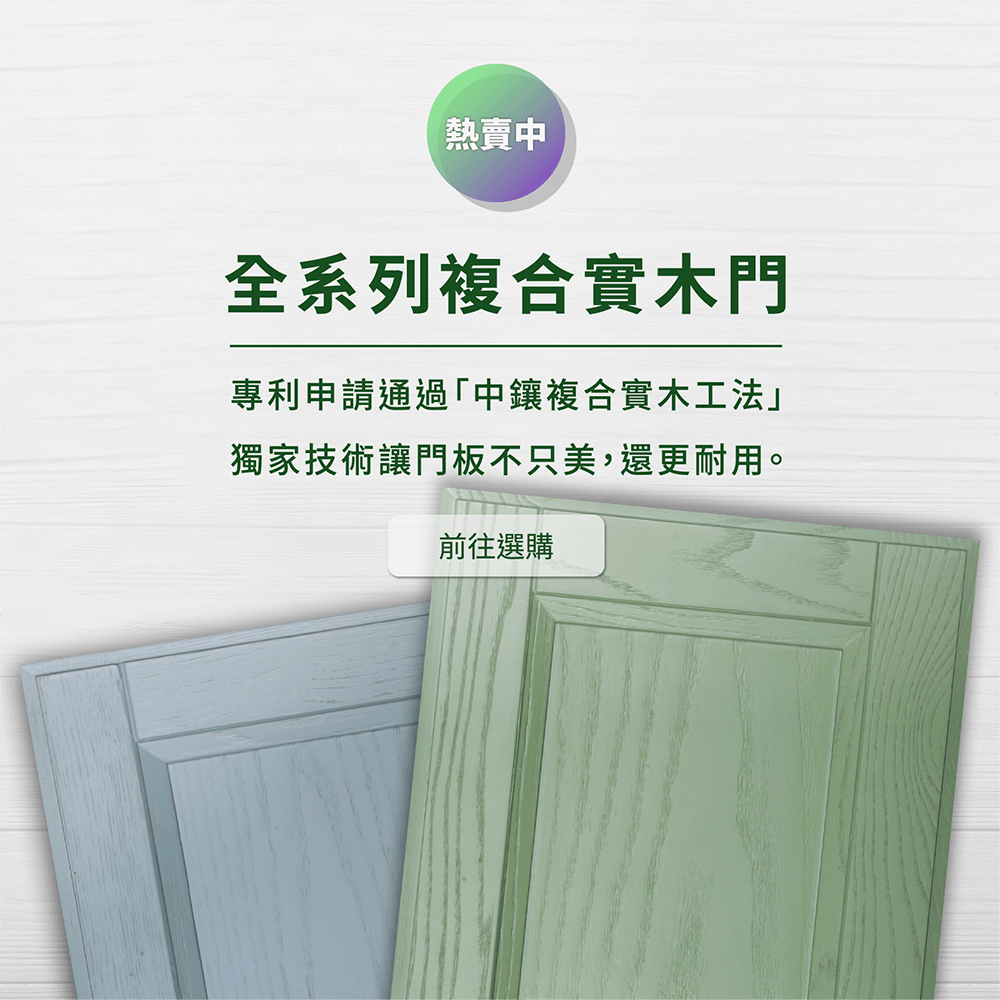 熱賣中
全系列複合實木門
專利申請通過「中鑲複合實木工法」
獨家技術讓門板不只美，還更耐用。
前往選購